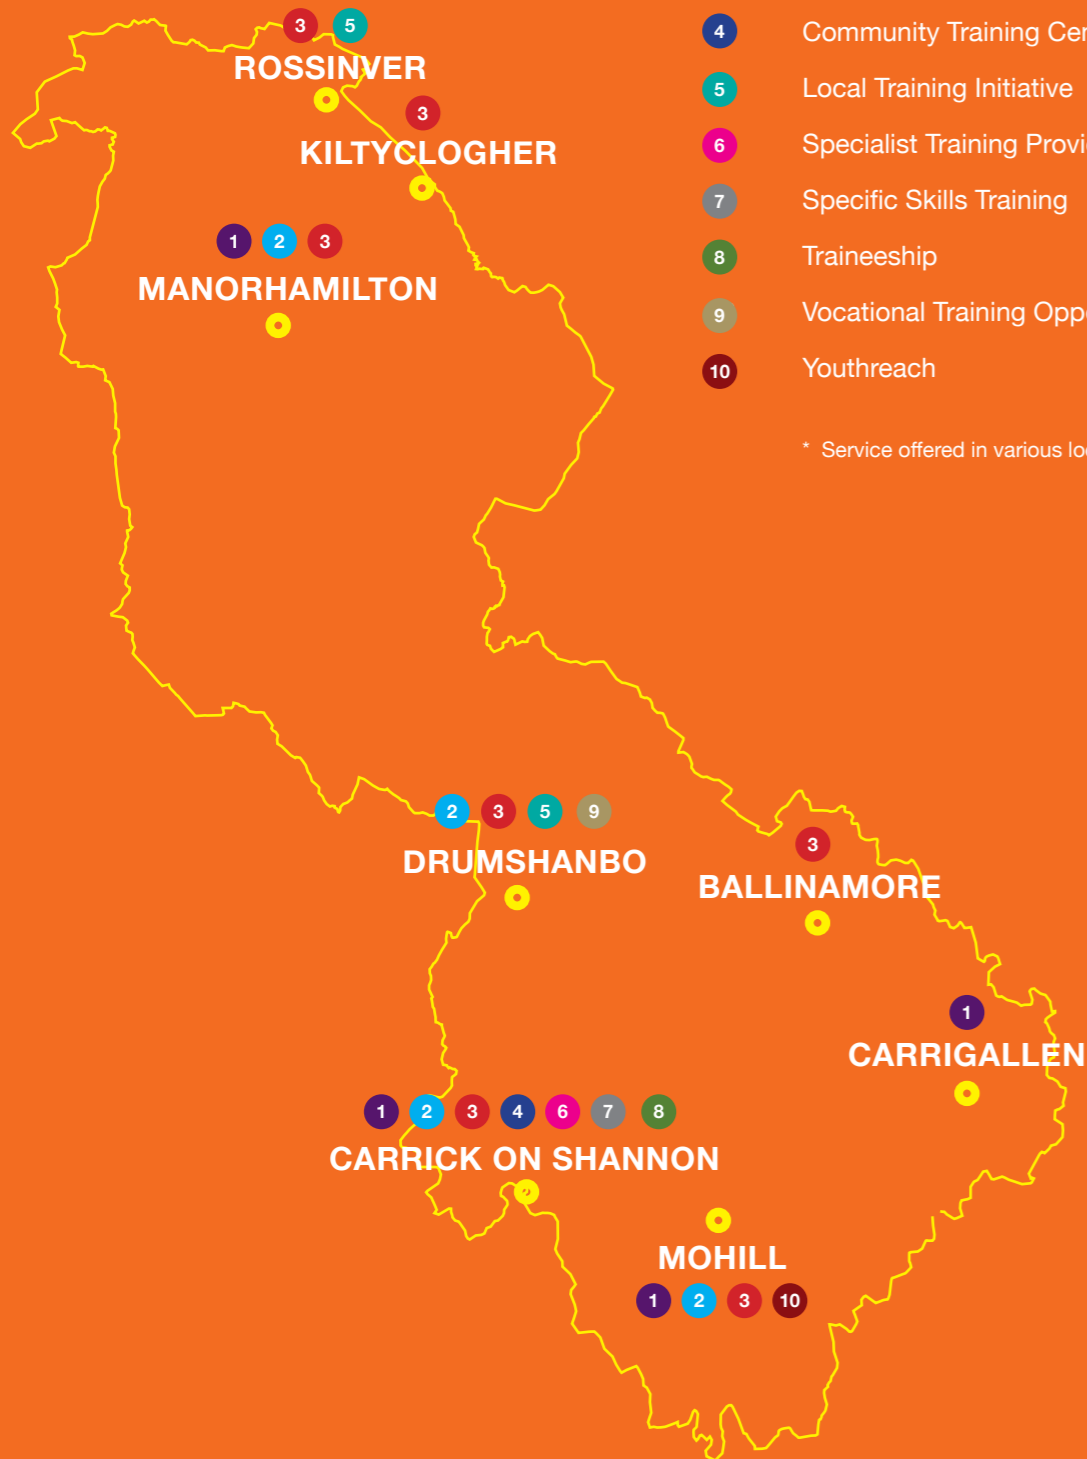 3 5
ROSSINVER
3
KILTYCLOGHER
1 2 3
MANORHAMILTON
4 Community Training Cen
5 Local Training Initiative
6 Specialist Training Provi
7 Specific Skills Training
8 Traineeship
9 Vocational Training Oppo
10 Youthreach
* Service offered in various loc
2 3 5 9
DRUMSHANBO
3
BALLINAMORE
1
CARRIGALLEN
1 2 3 4 6 7 8
CARRICK ON SHANNON
MOHILL
1 2 3 10